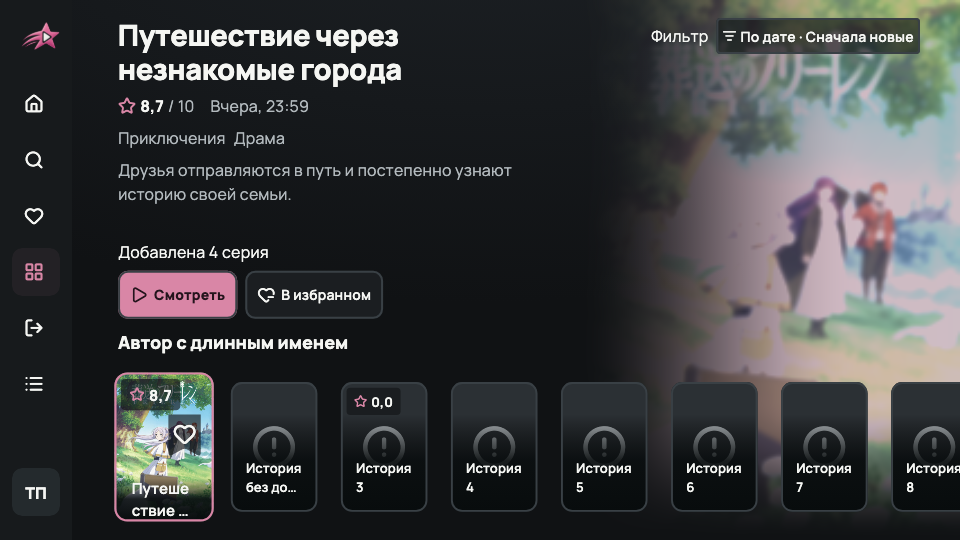 Путешествие через
незнакомые города
Фильтр
По дате · Сначала новые
8,7 / 10 Вчера, 23:59
Приключения Драма
Друзья отправляются в путь и постепенно узнают
историю своей семьи.
Добавлена 4 серия
Смотреть
В избранном
Автор с длинным именем
8,7
Путеше
ствие ...
История
без до...
0,0
История
3
История
4
История
5
История
6
История
7
История
8
ТП